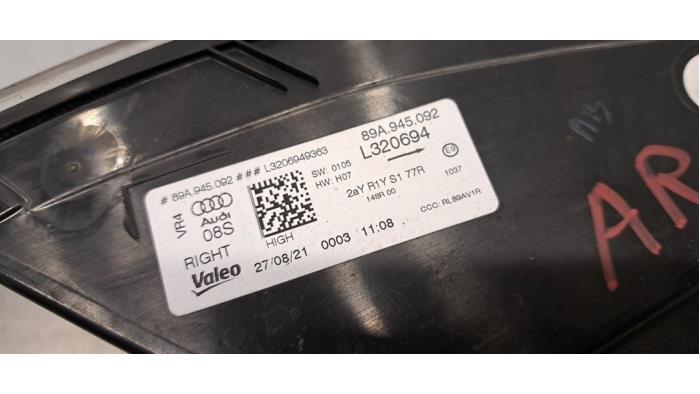 # 89A.945.092 ### L3206949363
89A.945.092
L320694
VR4
Audi
08S
SW: 0105
HW: H07
2aY R1Y S1 77R
148R 00
1037
RIGHT
HIGH
CCC: RL89AV1R
Valeo
27/08/21 0003 11:08
AR